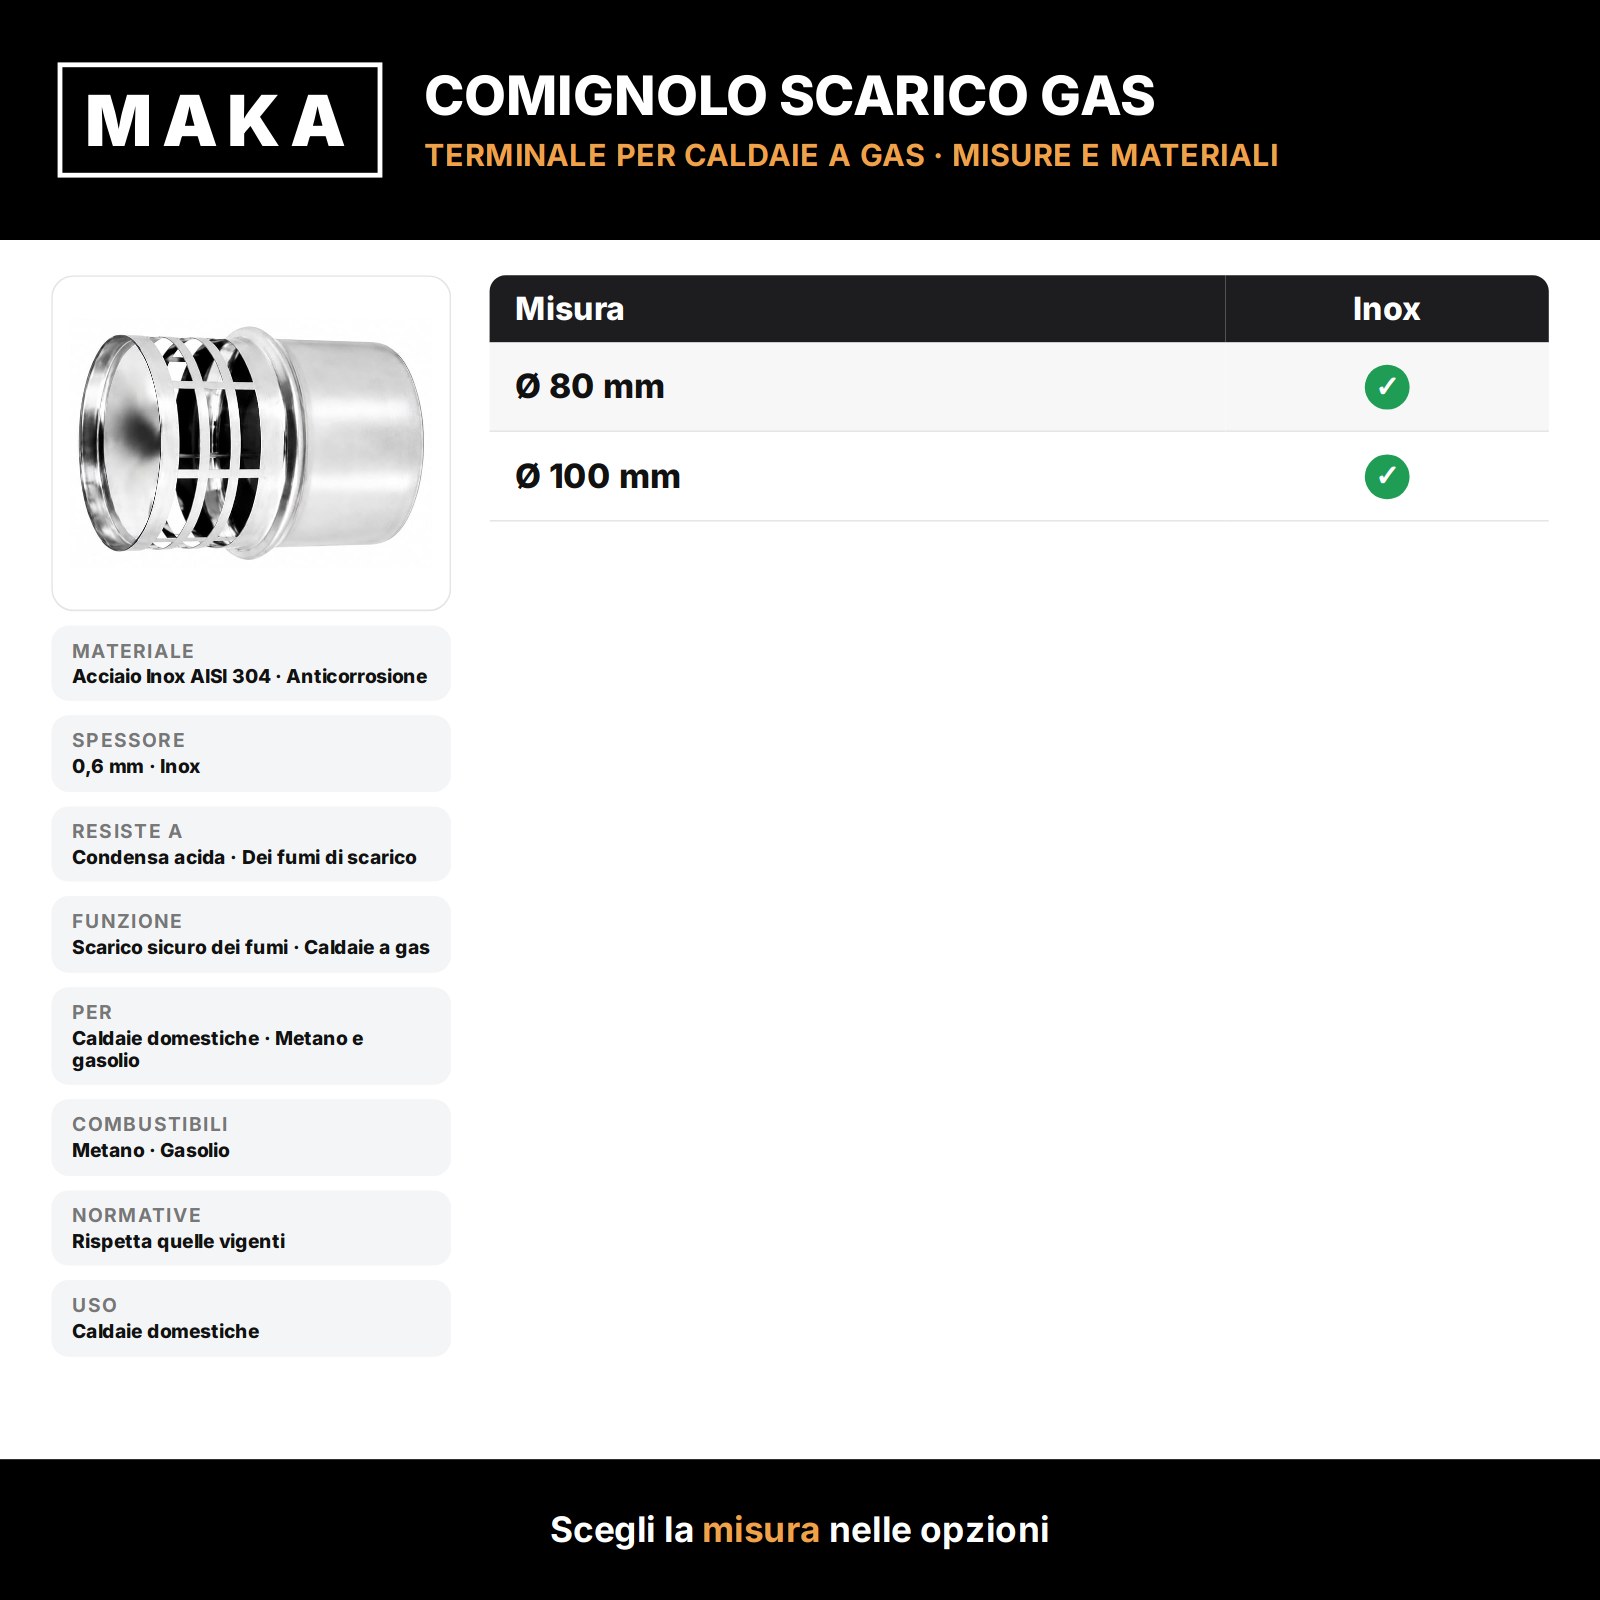 MAKA
COMIGNOLO SCARICO GAS
TERMINALE PER CALDAIE A GAS · MISURE E MATERIALI
Misura Inox
Ø 80 mm ✓
Ø 100 mm ✓
MATERIALE
Acciaio Inox AISI 304 · Anticorrosione
SPESSORE
0,6 mm · Inox
RESISTE A
Condensa acida · Dei fumi di scarico
FUNZIONE
Scarico sicuro dei fumi · Caldaie a gas
PER
Caldaie domestiche · Metano e
gasolio
COMBUSTIBILI
Metano · Gasolio
NORMATIVE
Rispetta quelle vigenti
USO
Caldaie domestiche
Scegli la misura nelle opzioni